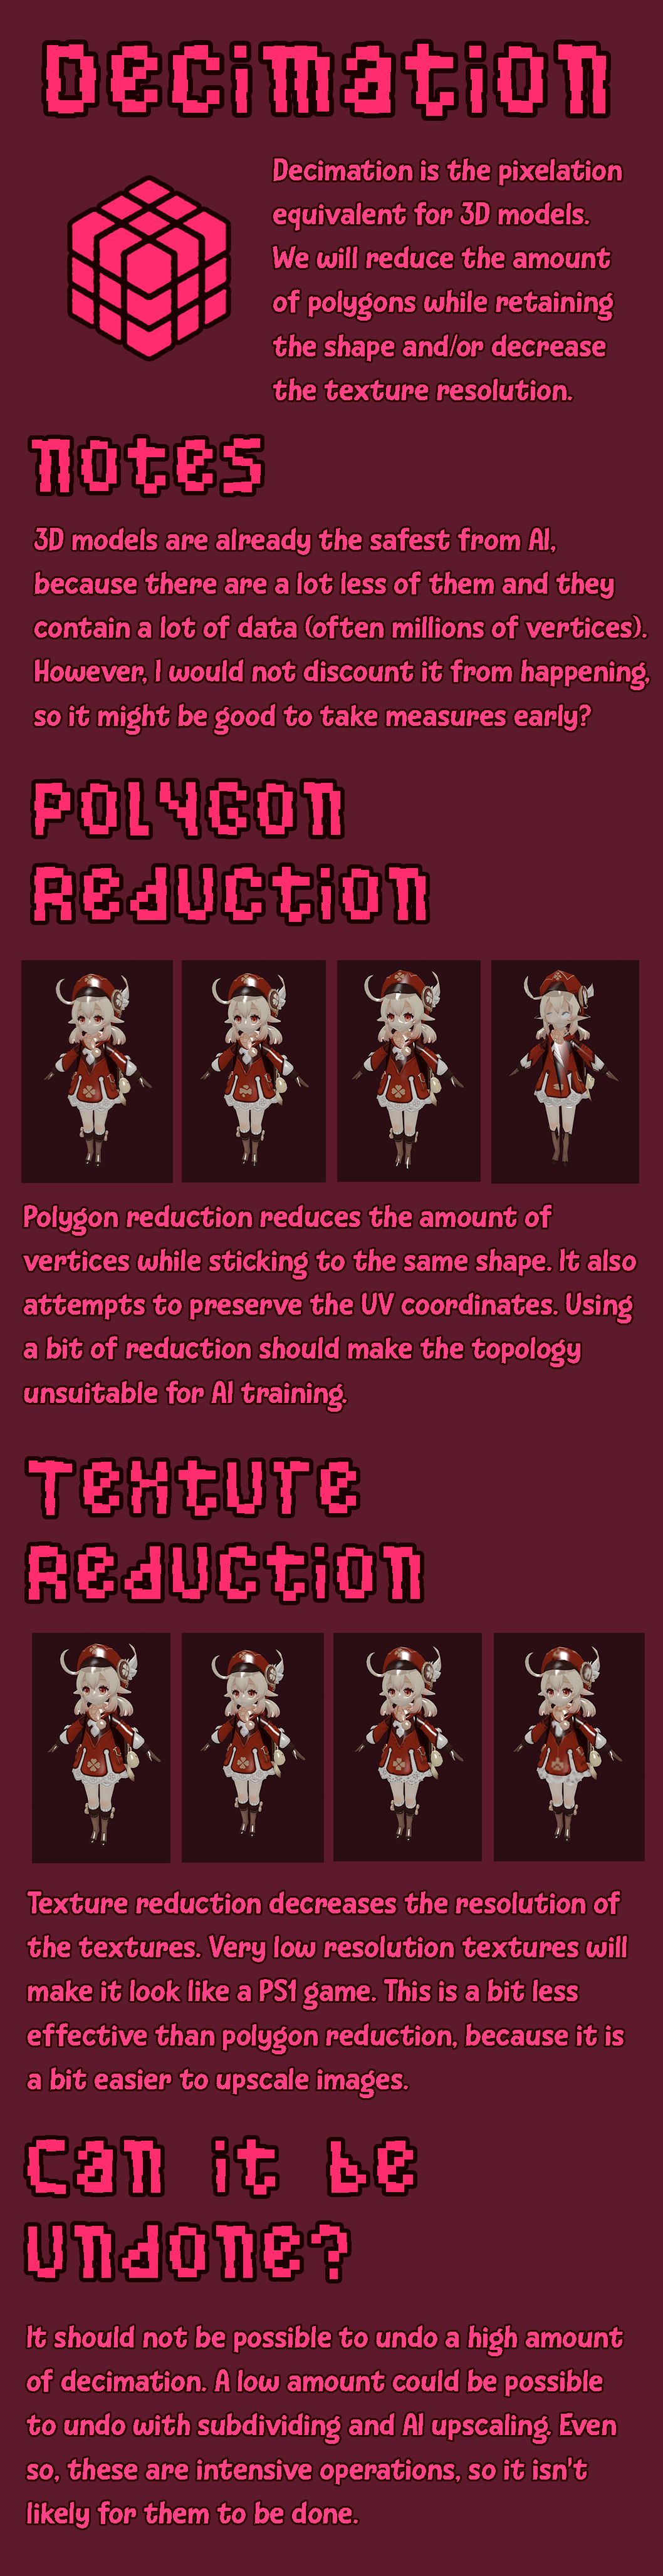 Decimation
Decimation is the pixelation
equivalent for 3D models.
We will reduce the amount
of polygons while retaining
the shape and/or decrease
the texture resolution.
Notes
3D models are already the safest from AI,
because there are a lot less of them and they
contain a lot of data (often millions of vertices).
However, I would not discount it from happening,
so it might be good to take measures early?
Polygon
Reduction
Polygon reduction reduces the amount of
vertices while sticking to the same shape. It also
attempts to preserve the UV coordinates. Using
a bit of reduction should make the topology
unsuitable for AI training.
Texture
Reduction
Texture reduction decreases the resolution of
the textures. Very low resolution textures will
make it look like a PS1 game. This is a bit less
effective than polygon reduction, because it is
a bit easier to upscale images.
Can it be
undone?
It should not be possible to undo a high amount
of decimation. A low amount could be possible
to undo with subdividing and AI upscaling. Even
so, these are intensive operations, so it isn't
likely for them to be done.